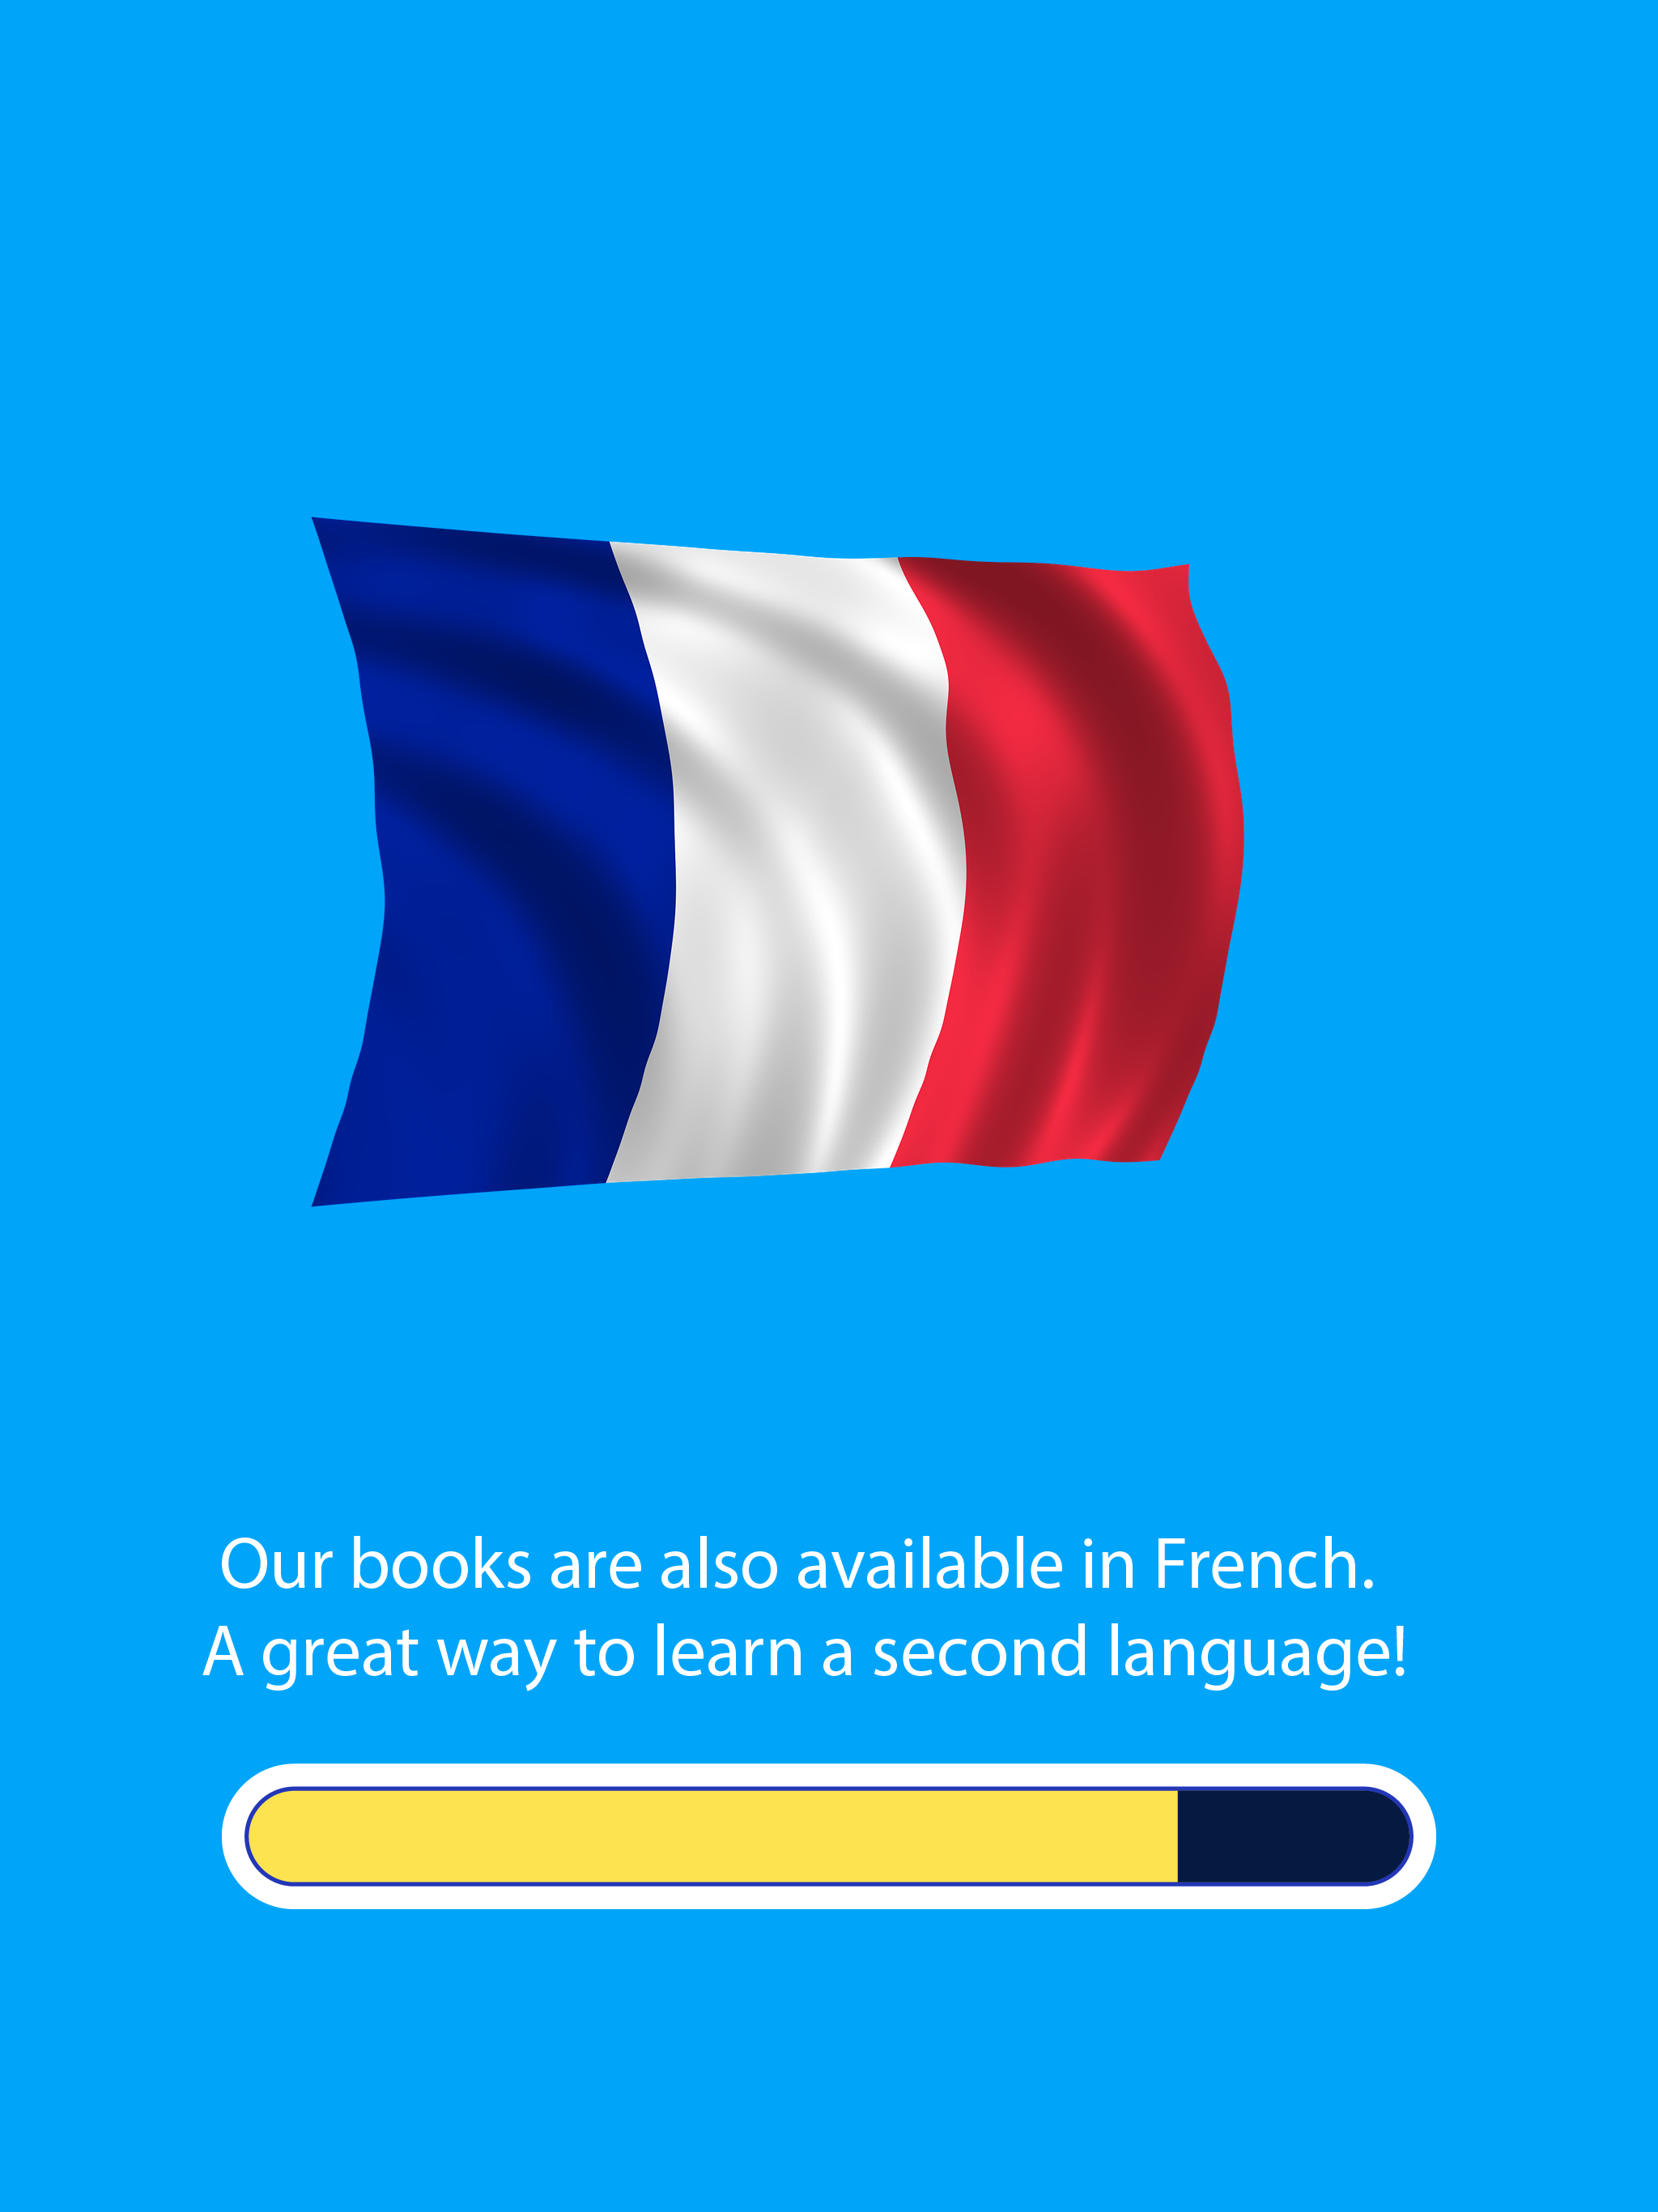 Our books are also available in French.
A great way to learn a second language!